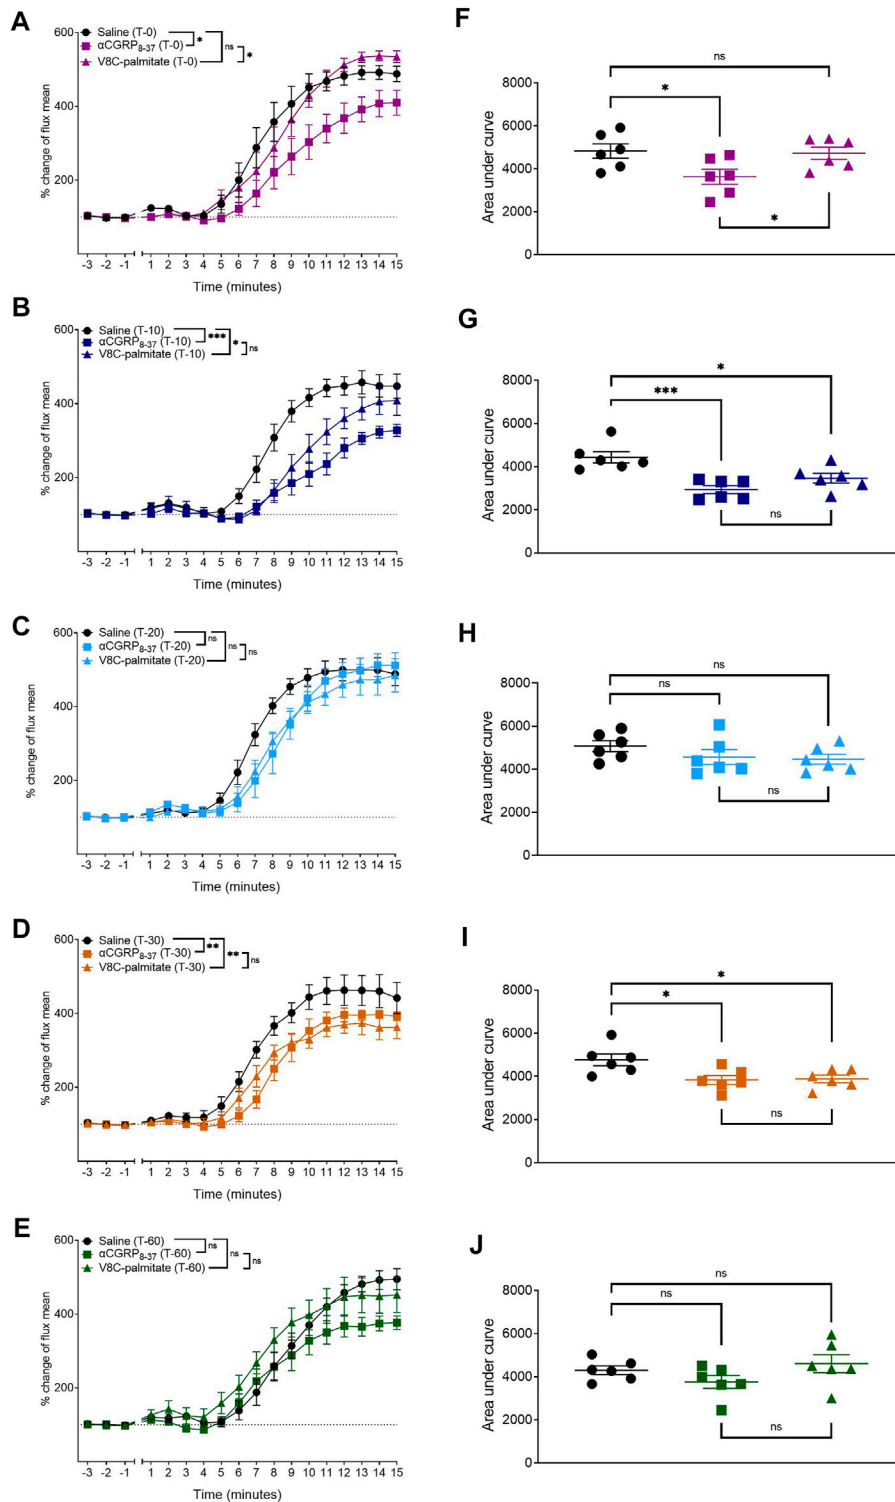 A
600
400
200
% change of flux mean
Saline (T-0)
αCGRP8-37 (T-0)
V8C-palmitate (T-0)
*
ns
*
-3 -2 -1 1 2 3 4 5 6 7 8 9 10 11 12 13 14 15
Time (minutes)
F
8000
6000
4000
2000
0
Area under curve
ns
*
*
B
600
400
200
% change of flux mean
Saline (T-10)
αCGRP8-37 (T-10)
V8C-palmitate (T-10)
***
*
ns
-3 -2 -1 1 2 3 4 5 6 7 8 9 10 11 12 13 14 15
Time (minutes)
G
8000
6000
4000
2000
0
Area under curve
*
***
ns
C
600
400
200
% change of flux mean
Saline (T-20)
αCGRP8-37 (T-20)
V8C-palmitate (T-20)
ns
ns
ns
-3 -2 -1 1 2 3 4 5 6 7 8 9 10 11 12 13 14 15
Time (minutes)
H
8000
6000
4000
2000
0
Area under curve
ns
ns
ns
D
600
400
200
% change of flux mean
Saline (T-30)
αCGRP8-37 (T-30)
V8C-palmitate (T-30)
**
**
ns
-3 -2 -1 1 2 3 4 5 6 7 8 9 10 11 12 13 14 15
Time (minutes)
I
8000
6000
4000
2000
0
Area under curve
*
*
ns
E
600
400
200
% change of flux mean
Saline (T-60)
αCGRP8-37 (T-60)
V8C-palmitate (T-60)
ns
ns
ns
-3 -2 -1 1 2 3 4 5 6 7 8 9 10 11 12 13 14 15
Time (minutes)
J
8000
6000
4000
2000
0
Area under curve
ns
ns
ns